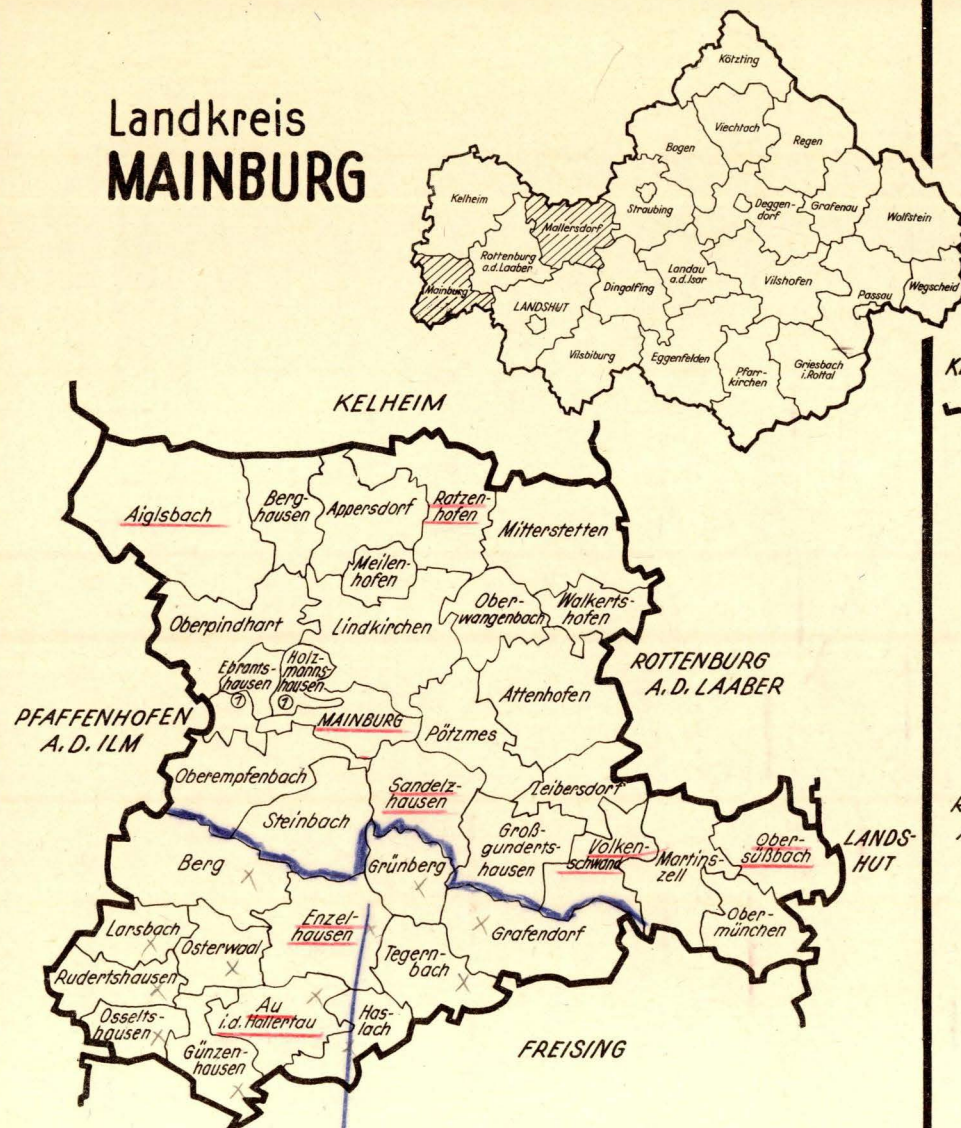 Landkreis
MAINBURG
Kötzting
Viechtach
Regen
Bogen
Kelheim
Straubing
Deggen-
dorf
Grafenau
Wolfstein
Mallersdorf
Rottenburg
a.d.Laaber
Landau
a.d.Isar
Dingolfing
Vilshofen
Mainburg
Passau
Wegscheid
LANDSHUT
Vilsbiburg
Eggenfelden
Pfarr-
kirchen
Griesbach
i.Rottal
KELHEIM
Aiglsbach
Berg-
hausen
Appersdorf
Ratzen-
hofen
Mitterstetten
Meilen-
hofen
Oberpindhart
Lindkirchen
Ober-
wangenbach
Walkerts-
hofen
Ebrants-
hausen
1
Holz-
manns-
hausen
1
ROTTENBURG
A.D. LAABER
Attenhofen
PFAFFENHOFEN
A.D. ILM
MAINBURG
Pötzmes
Oberempfenbach
Sandelz-
hausen
Leibersdorf
Steinbach
Groß-
gunderts-
hausen
Volken-
schwand
Martins-
zell
Ober-
süßbach
LANDS-
HUT
Berg
Grünberg
Ober-
münchen
Enzel-
hausen
Grafendorf
Larsbach
Osterwaal
Tegern-
bach
Rudertshausen
Au
i.d. Hallertau
Has-
lach
Osselts-
hausen
Günzen-
hausen
FREISING